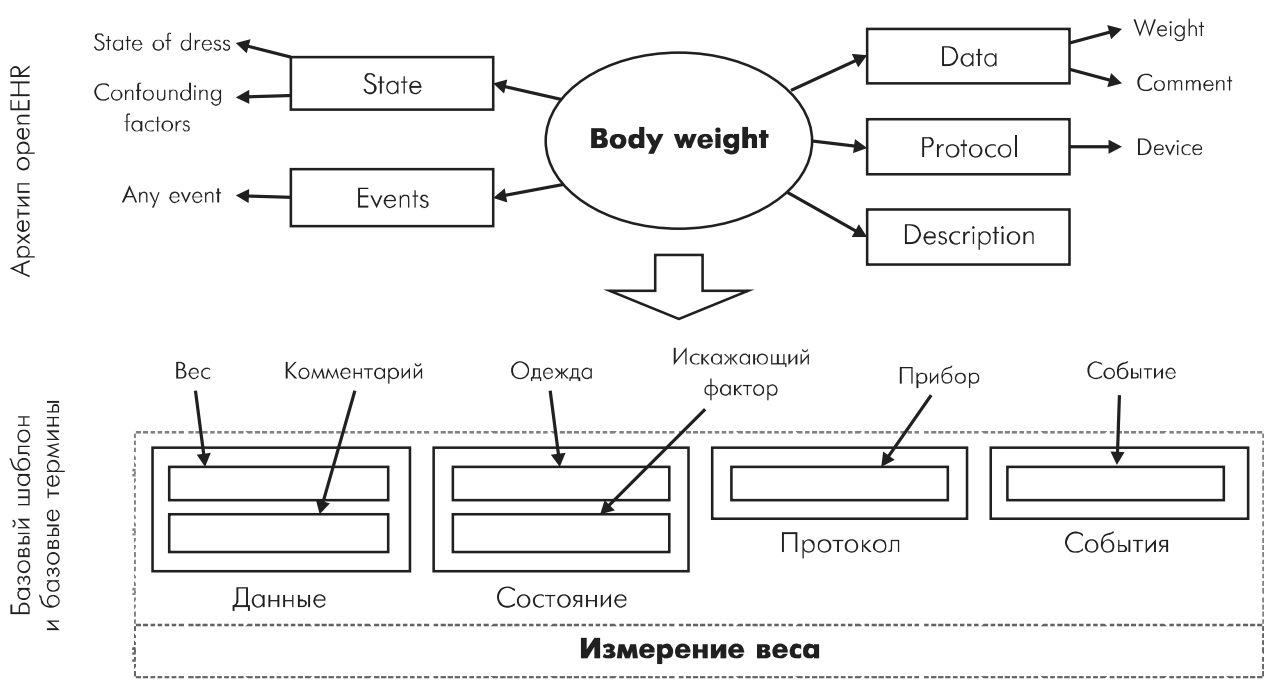 Архетип openEHR
State of dress
Confounding
factors
State
Any event
Events
Body weight
Data
Weight
Comment
Protocol
Device
Description
Базовый шаблон
и базовые термины
Вес
Комментарий
Одежда
Искажающий
фактор
Прибор
Событие
Данные
Состояние
Протокол
События
Измерение веса